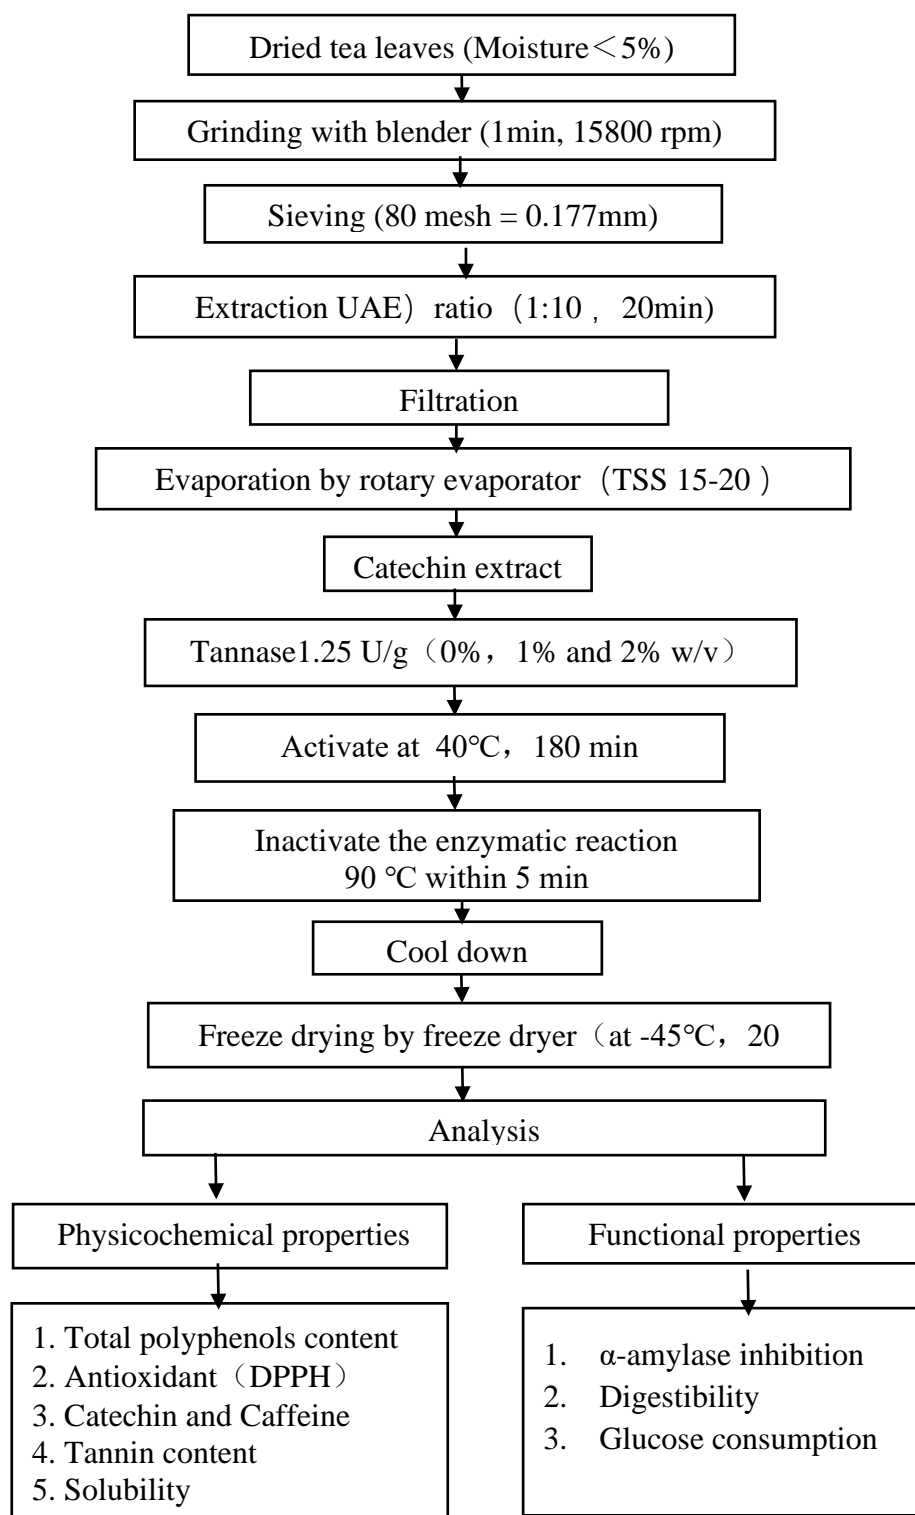 Dried tea leaves (Moisture＜5%)
Grinding with blender (1min, 15800 rpm)
Sieving (80 mesh = 0.177mm)
Extraction UAE）ratio（1:10 ， 20min)
Filtration
Evaporation by rotary evaporator（TSS 15-20 ）
Catechin extract
Tannase1.25 U/g（0%，1% and 2% w/v）
Activate at 40℃，180 min
Inactivate the enzymatic reaction
90 ℃ within 5 min
Cool down
Freeze drying by freeze dryer（at -45℃，20
Analysis
Physicochemical properties
1. Total polyphenols content
2. Antioxidant（DPPH）
3. Catechin and Caffeine
4. Tannin content
5. Solubility
Functional properties
1. α-amylase inhibition
2. Digestibility
3. Glucose consumption